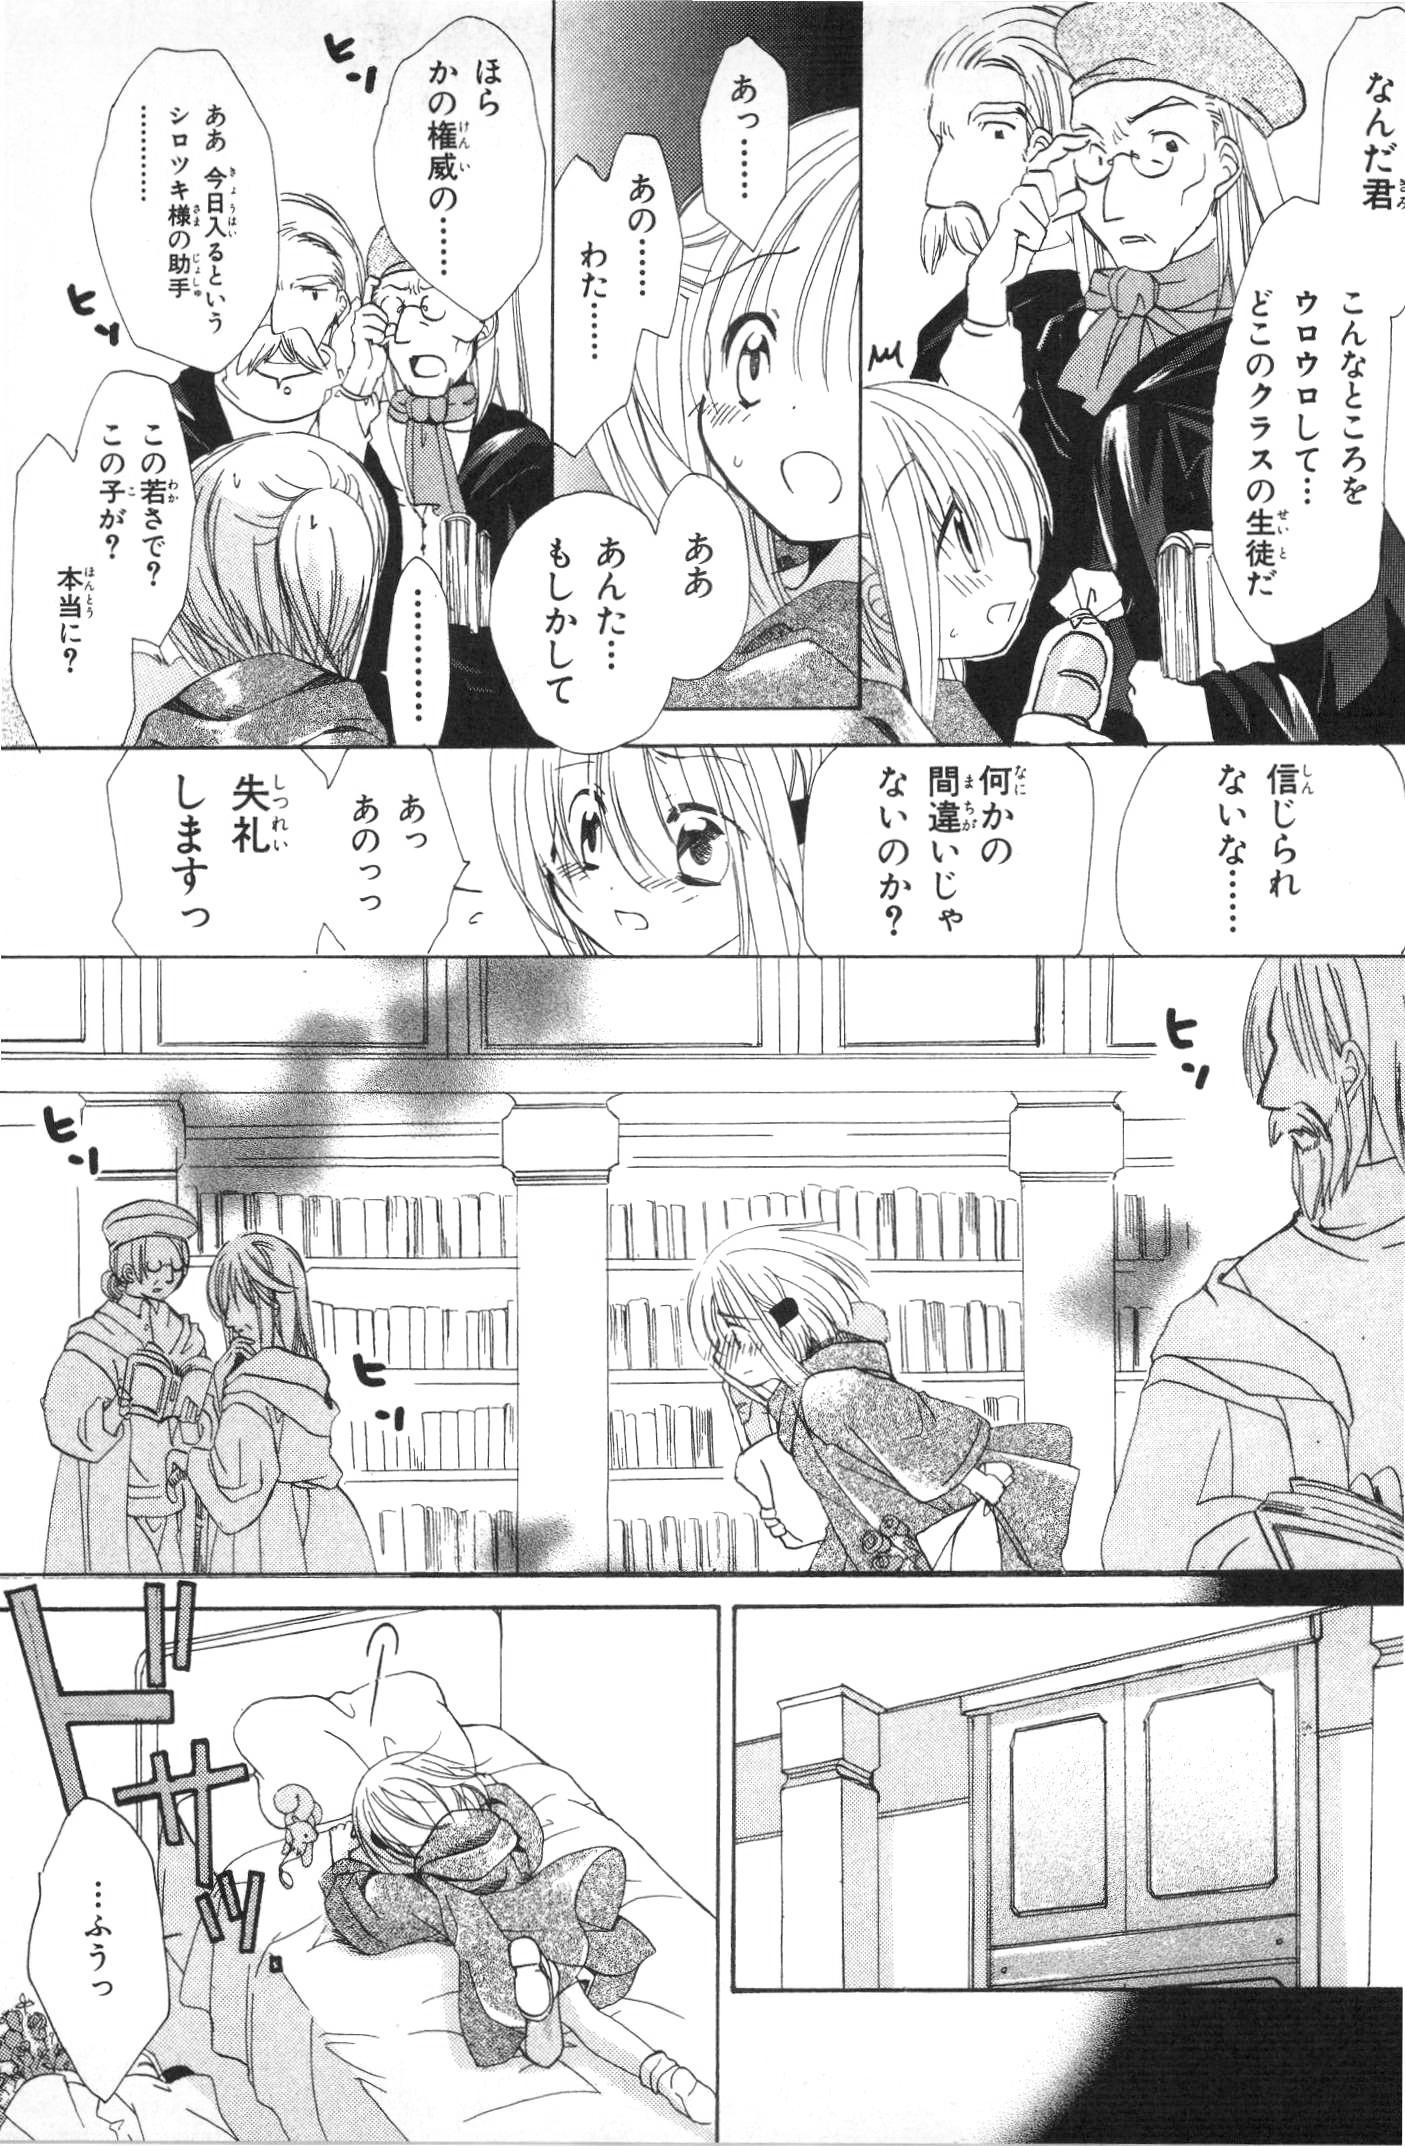 なんだ君
こんなところを
ウロウロして…
どこのクラスの生徒だ
あっ……
あの……
わた……
ああ
あんた…
もしかして
ほら
かの権威の……
ヒソ
ああ 今日入るという
シロツキ様の助手
…………
ヒソ
…………
この若さで？
この子が？
本当に？
信じられ
ないな……
何かの
間違いじゃ
ないのか？
あっ
あのっっ
失礼
しますっ
ヒソ
ヒソ
ヒソ
ドサッ
…ふうっ